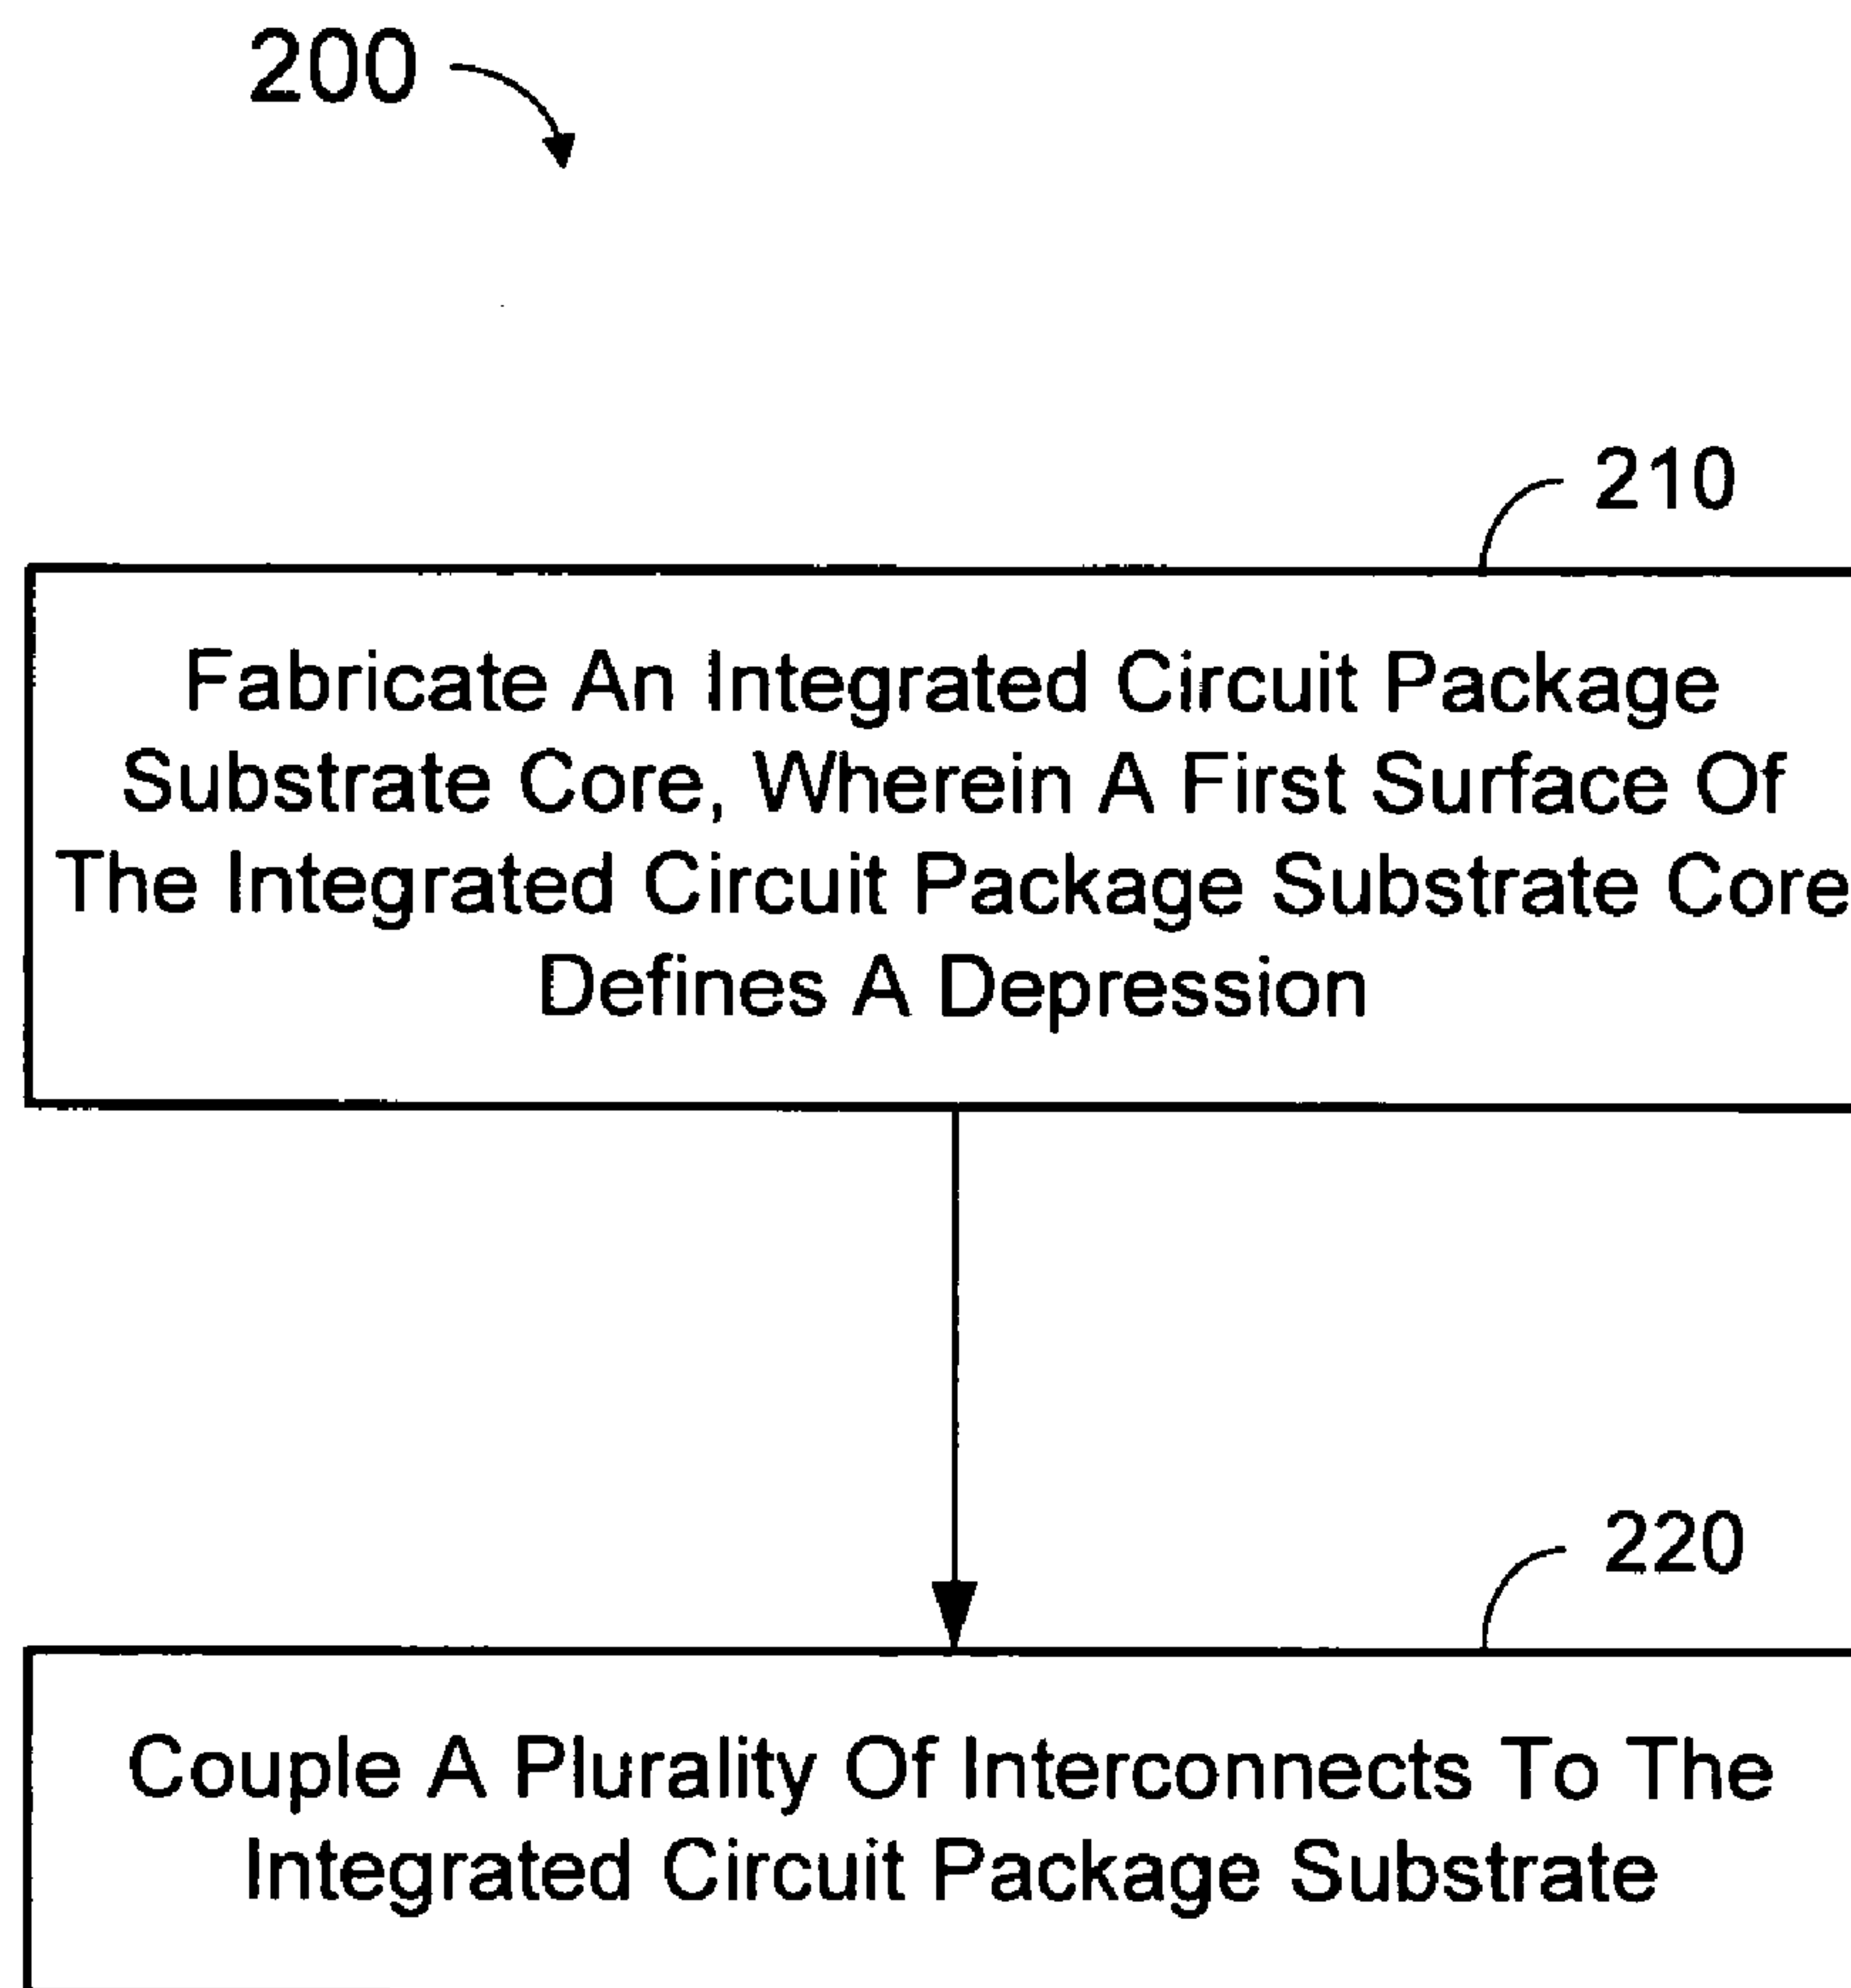 200
210
Fabricate An Integrated Circuit Package
Substrate Core, Wherein A First Surface Of
The Integrated Circuit Package Substrate Core
Defines A Depression
220
Couple A Plurality Of Interconnects To The
Integrated Circuit Package Substrate